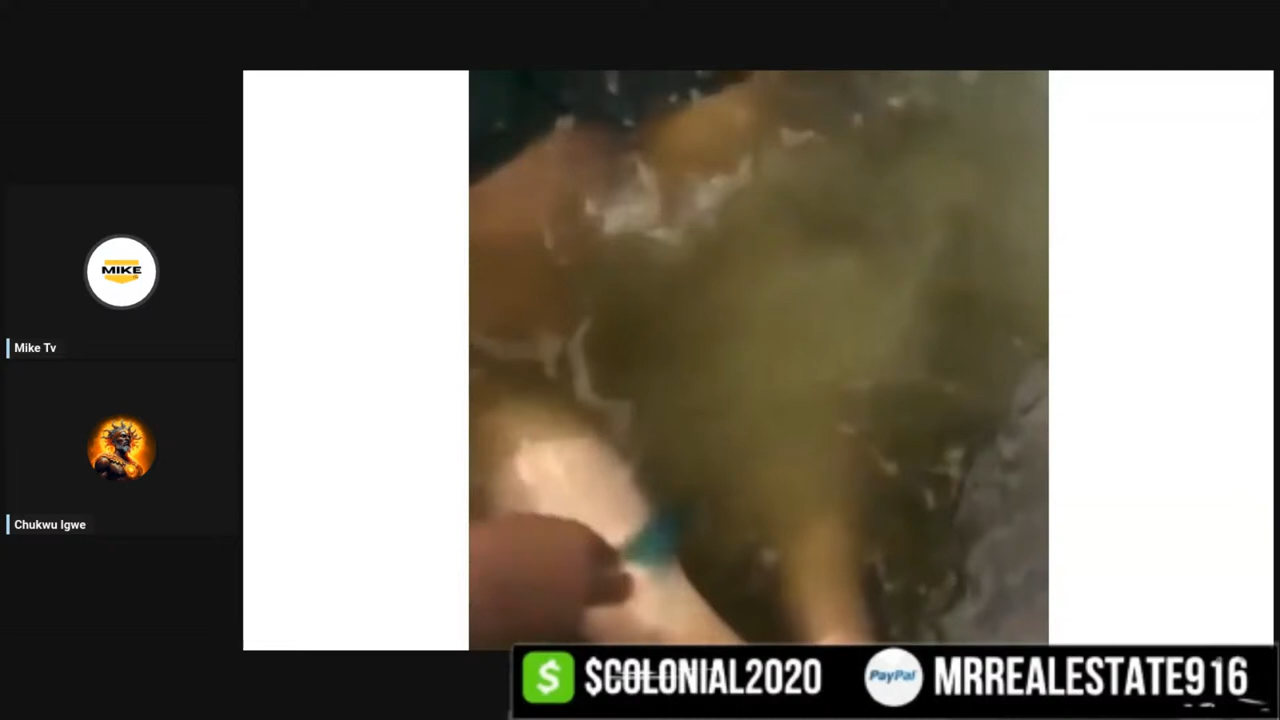 MIKE
Mike Tv
Chukwu Igwe
$ $COLONIAL2020 PayPal MRREALESTATE916